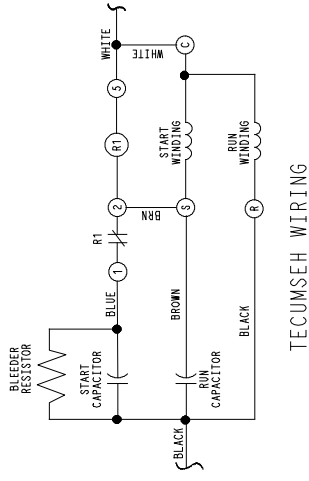 BLEEDER
RESISTOR
START
CAPACITOR
BLUE
1
R1
2
R1
5
WHITE
WHITE
C
BRN
S
START
WINDING
BROWN
RUN
CAPACITOR
BLACK
BLACK
R
RUN
WINDING
TECUMSEH WIRING